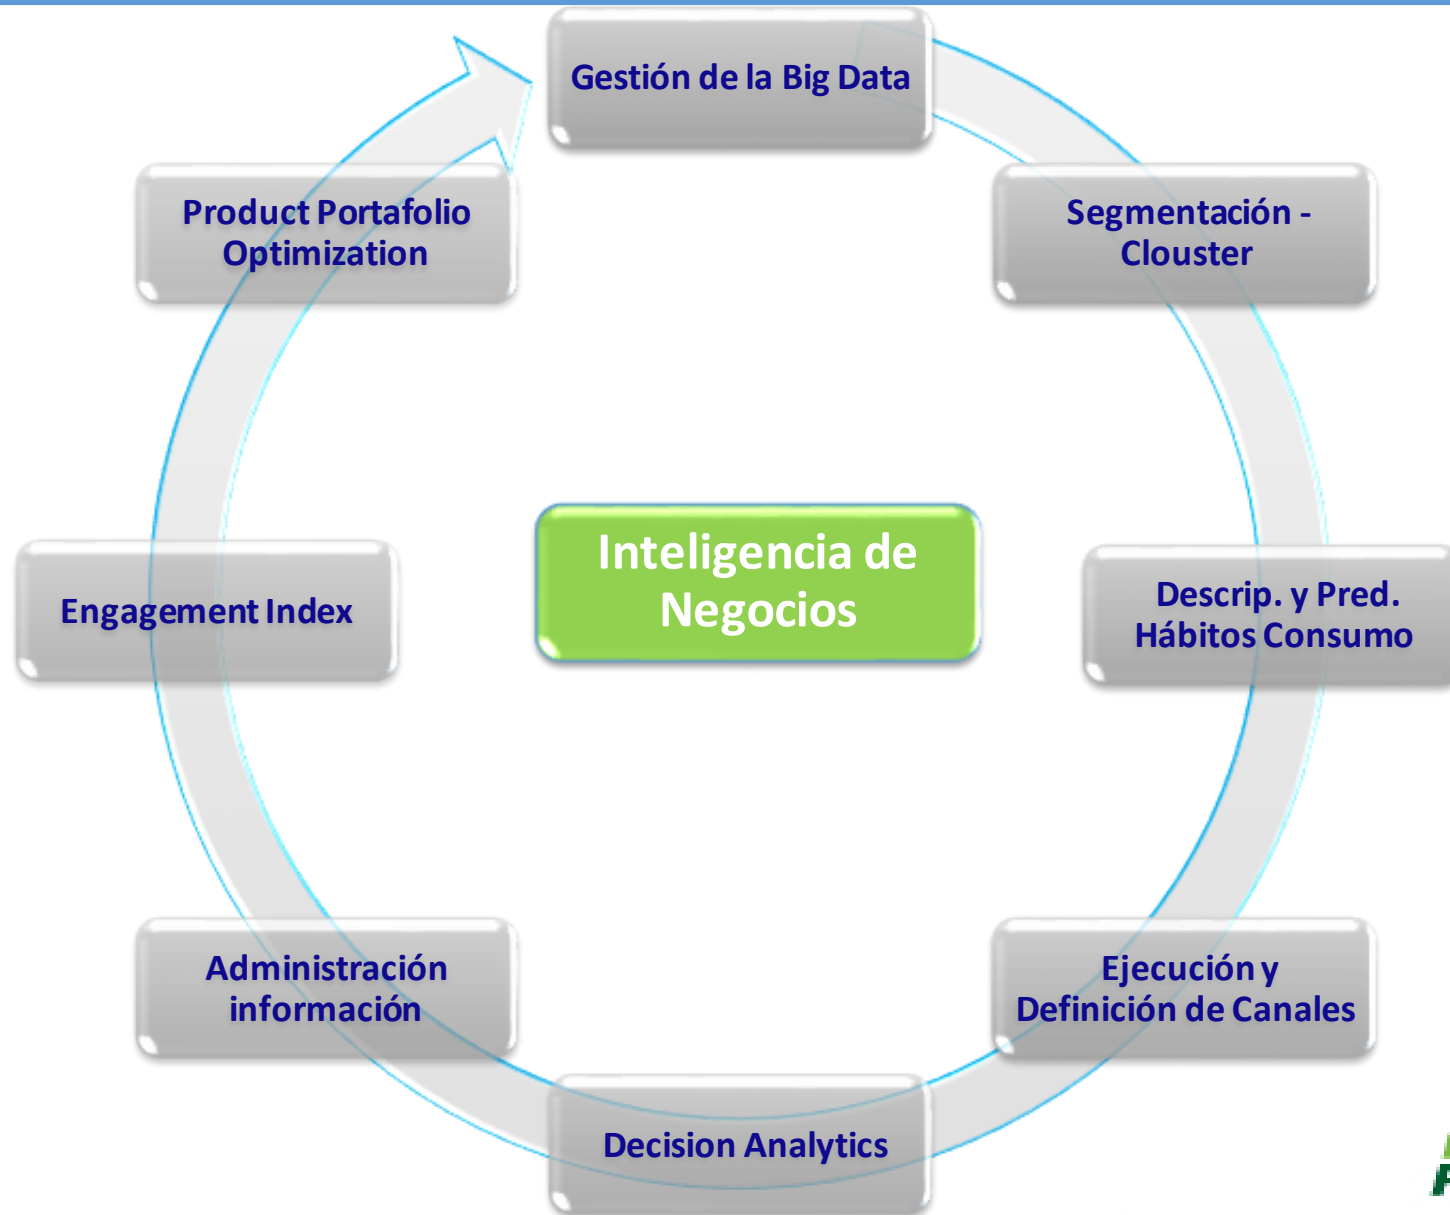 Gestión de la Big Data
Segmentación -
Clouster
Descrip. y Pred.
Hábitos Consumo
Ejecución y
Definición de Canales
Decision Analytics
Administración
información
Engagement Index
Product Portafolio
Optimization
Inteligencia de
Negocios